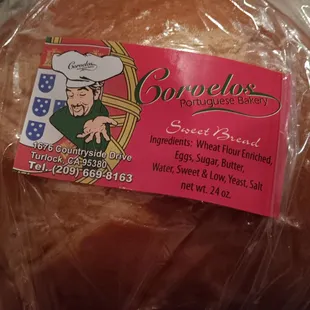 Corvelos
Corvelos
Portuguese Bakery
Sweet Bread
Ingredients: Wheat Flour Enriched,
Eggs, Sugar, Butter,
Water, Sweet & Low, Yeast, Salt
net wt. 24 oz.
1676 Countryside Drive
Turlock, CA 95380
Tel. (209) 669-8163